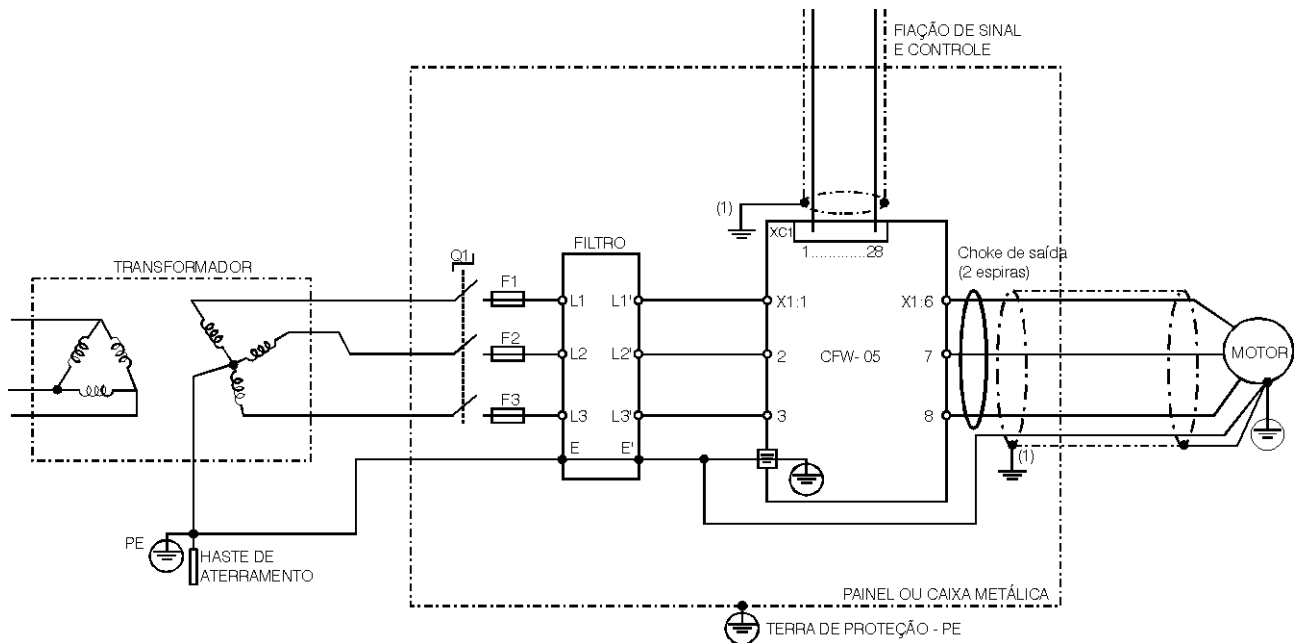 FIAÇÃO DE SINAL
E CONTROLE
(1)
XC1
1.............28
FILTRO
Choke de saída
(2 espiras)
TRANSFORMADOR
Q1
F1
L1
L1'
X1:1
X1:6
F2
L2
L2'
2
CFW- 05
7
MOTOR
F3
L3
L3'
3
8
E
E'
(1)
PE
HASTE DE
ATERRAMENTO
PAINEL OU CAIXA METÁLICA
TERRA DE PROTEÇÃO - PE